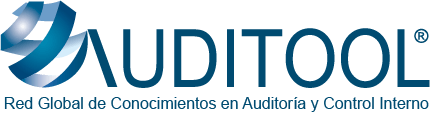 AUDITOOL®
Red Global de Conocimientos en Auditoría y Control Interno